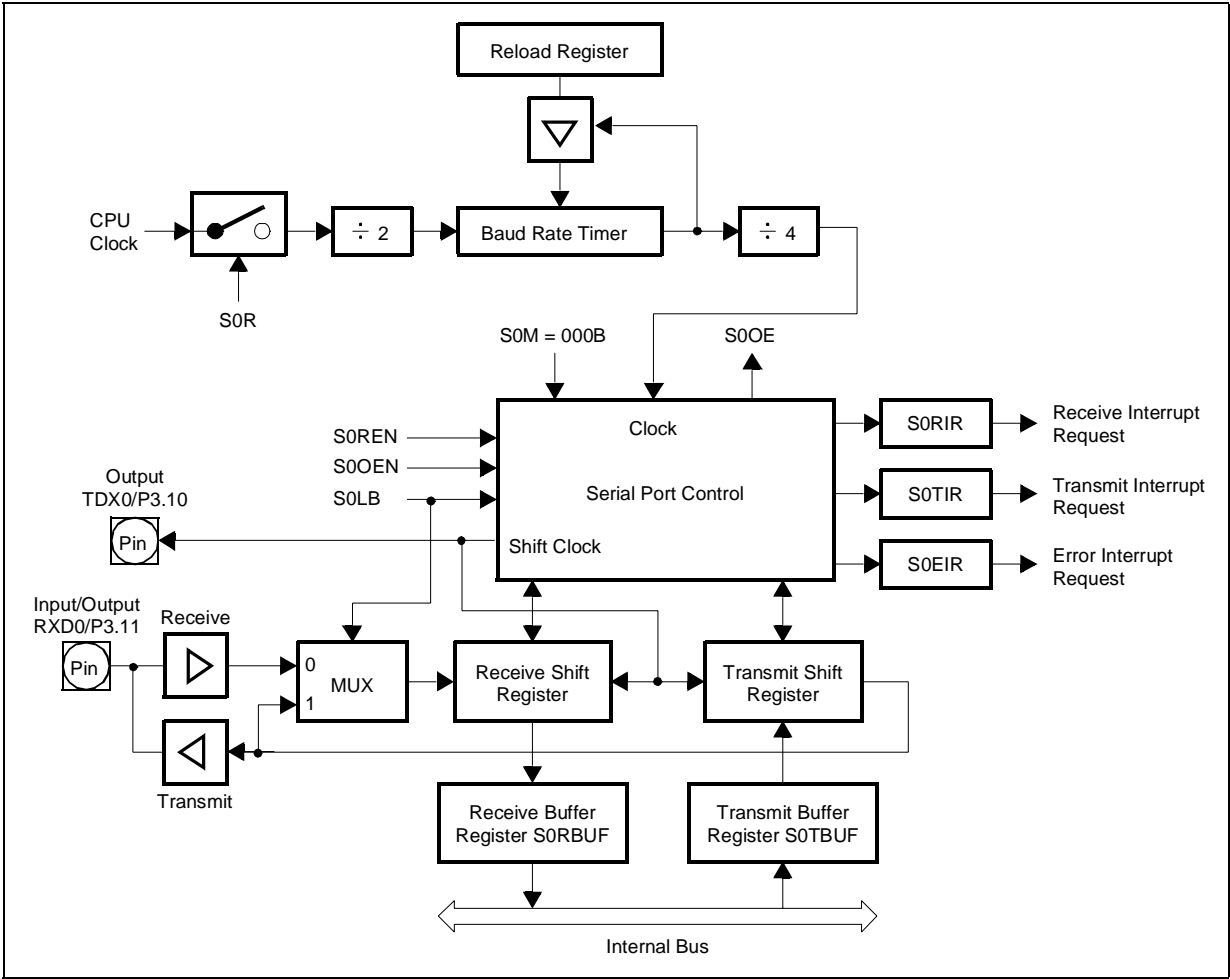 Reload Register
CPU
Clock
÷ 2
Baud Rate Timer
÷ 4
S0R
S0M = 000B
S0OE
Clock
S0REN
S0OEN
S0LB
Serial Port Control
Shift Clock
S0RIR
Receive Interrupt
Request
S0TIR
Transmit Interrupt
Request
S0EIR
Error Interrupt
Request
Output
TDX0/P3.10
Pin
Input/Output
RXD0/P3.11
Pin
Receive
0
MUX
1
Receive Shift
Register
Transmit Shift
Register
Transmit
Receive Buffer
Register S0RBUF
Transmit Buffer
Register S0TBUF
Internal Bus